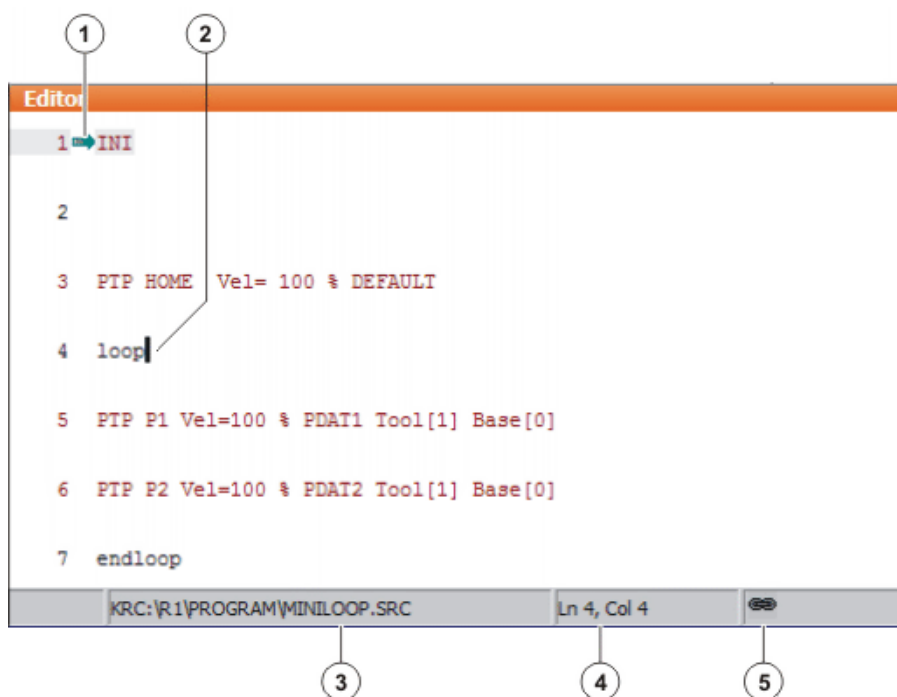 1 2
Editor
1 INI
2
3 PTP HOME Vel= 100 % DEFAULT
4 loop
5 PTP P1 Vel=100 % PDAT1 Tool[1] Base[0]
6 PTP P2 Vel=100 % PDAT2 Tool[1] Base[0]
7 endloop
KRC:\R1\PROGRAM\MINILOOP.SRC Ln 4, Col 4
3 4 5